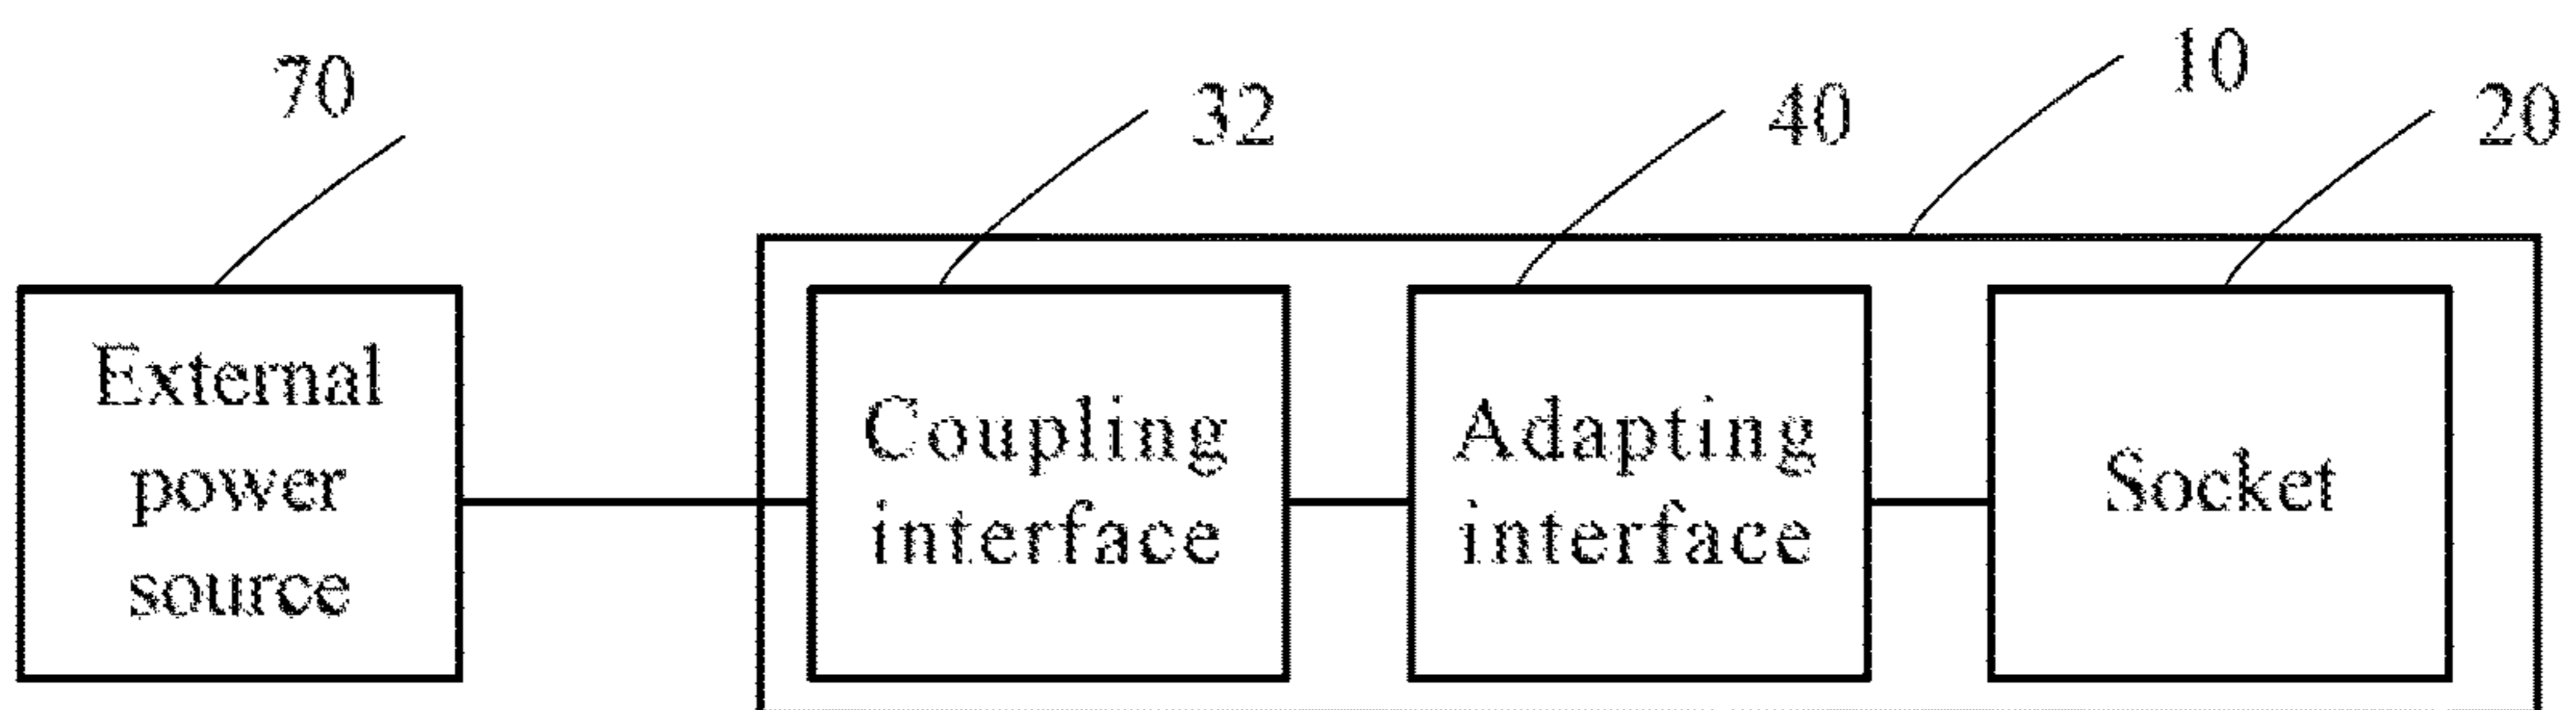 70
32
40
10
20
External
power
source
Coupling
interface
Adapting
interface
Socket